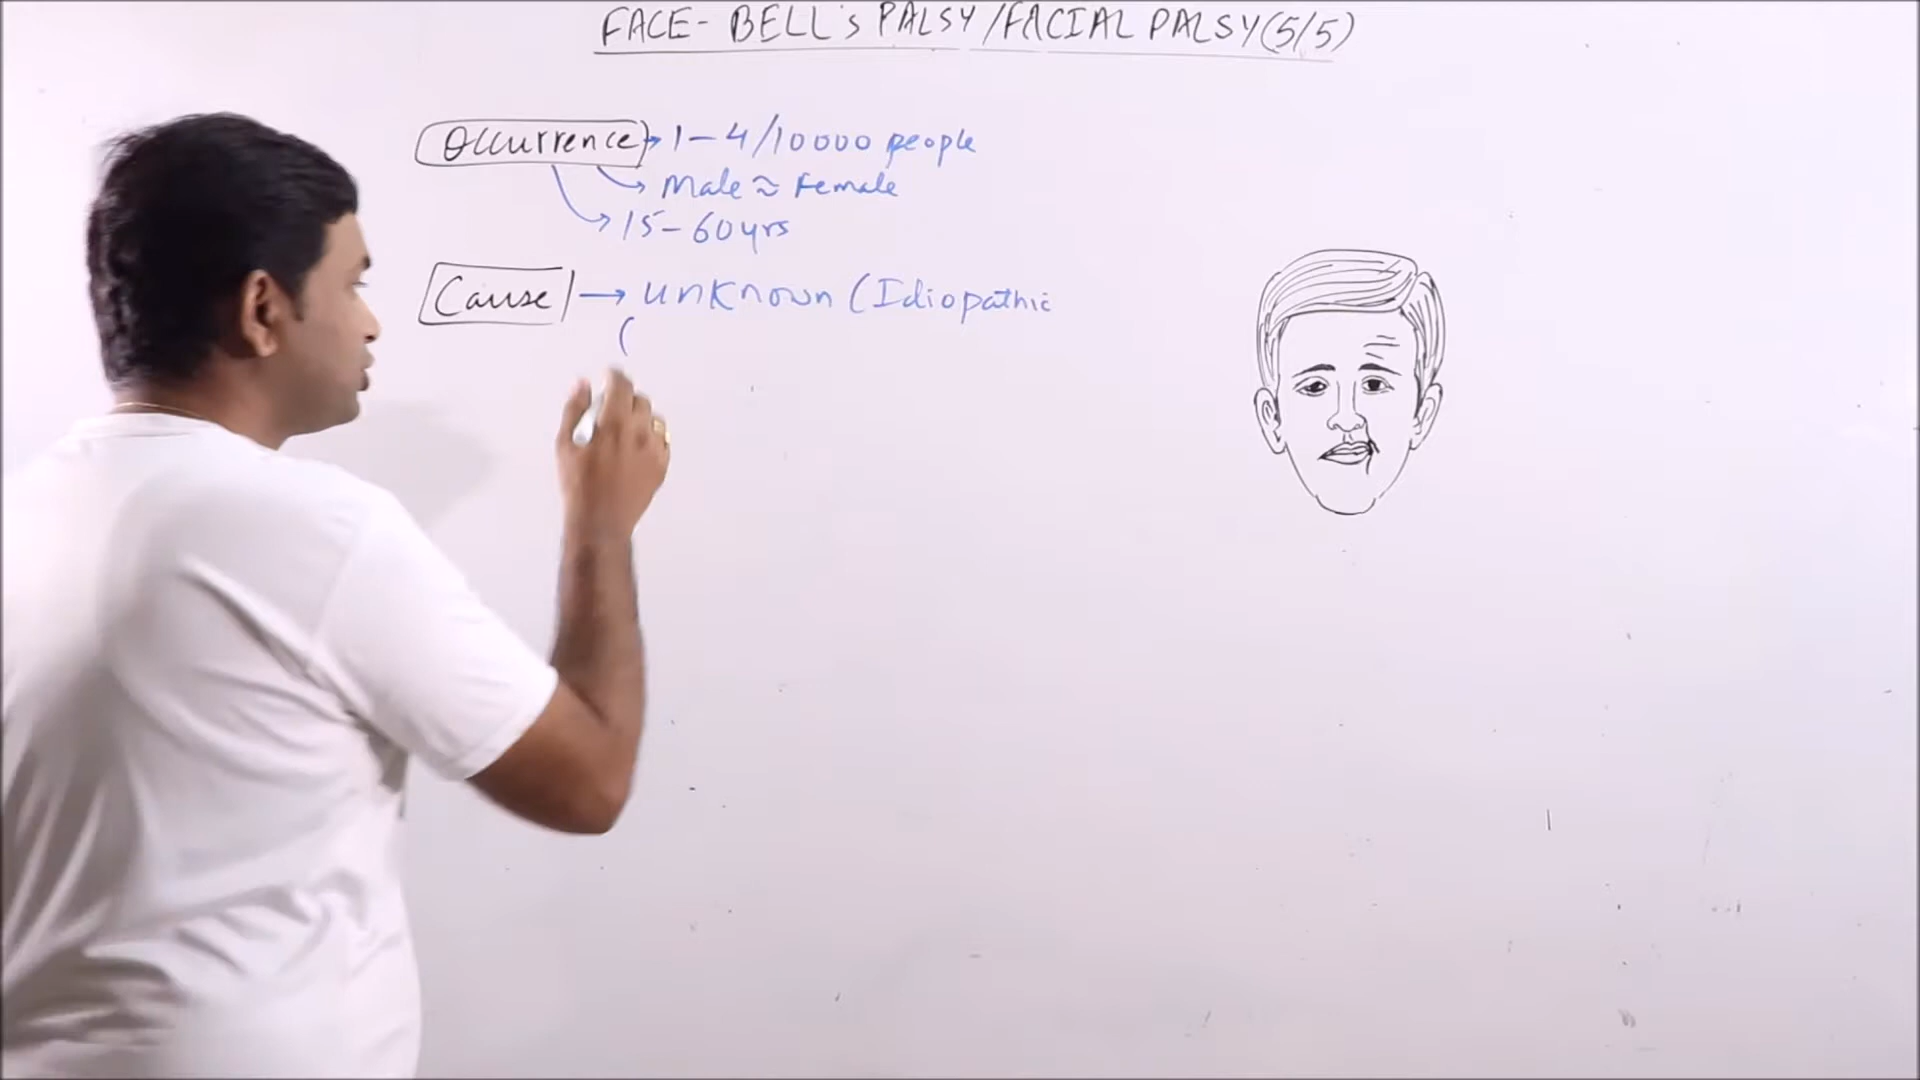 FACE- BELL's PALSY/FACIAL PALSY(5/5)
Occurrence → 1-4/10000 people
→ Male ≈ Female
→ 15-60yrs
Cause → unknown (Idiopathic
(